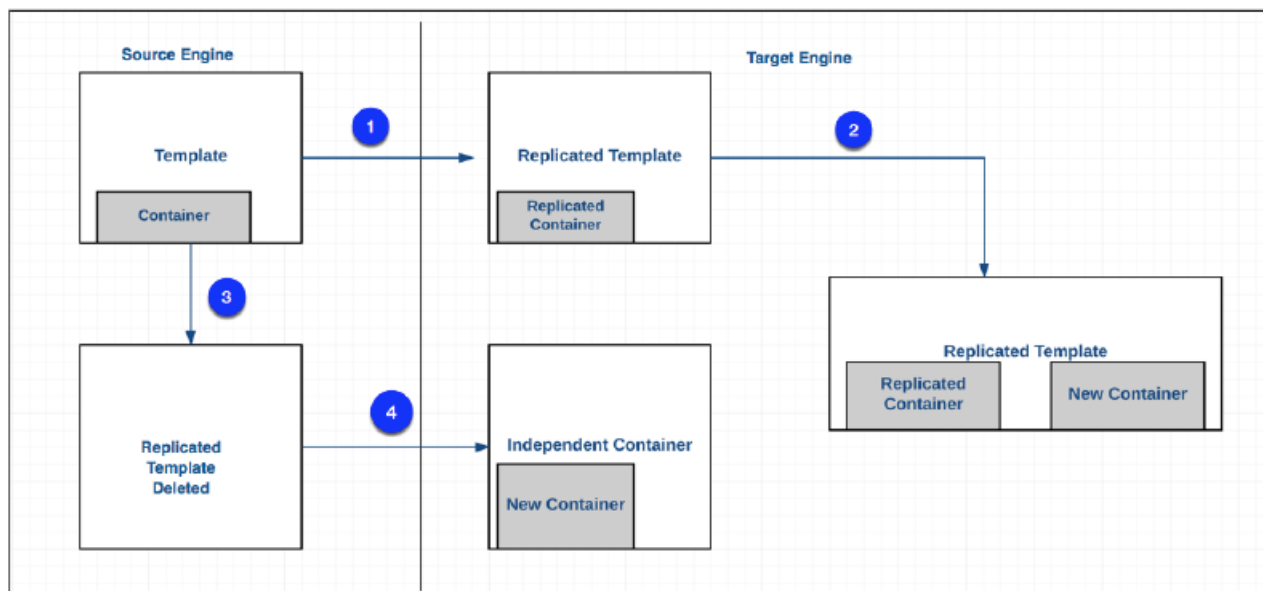 Source Engine
Target Engine
1
2
Template
Replicated Template
Container
Replicated
Container
3
Replicated Template
Replicated
Container
New Container
4
Replicated
Template
Deleted
Independent Container
New Container